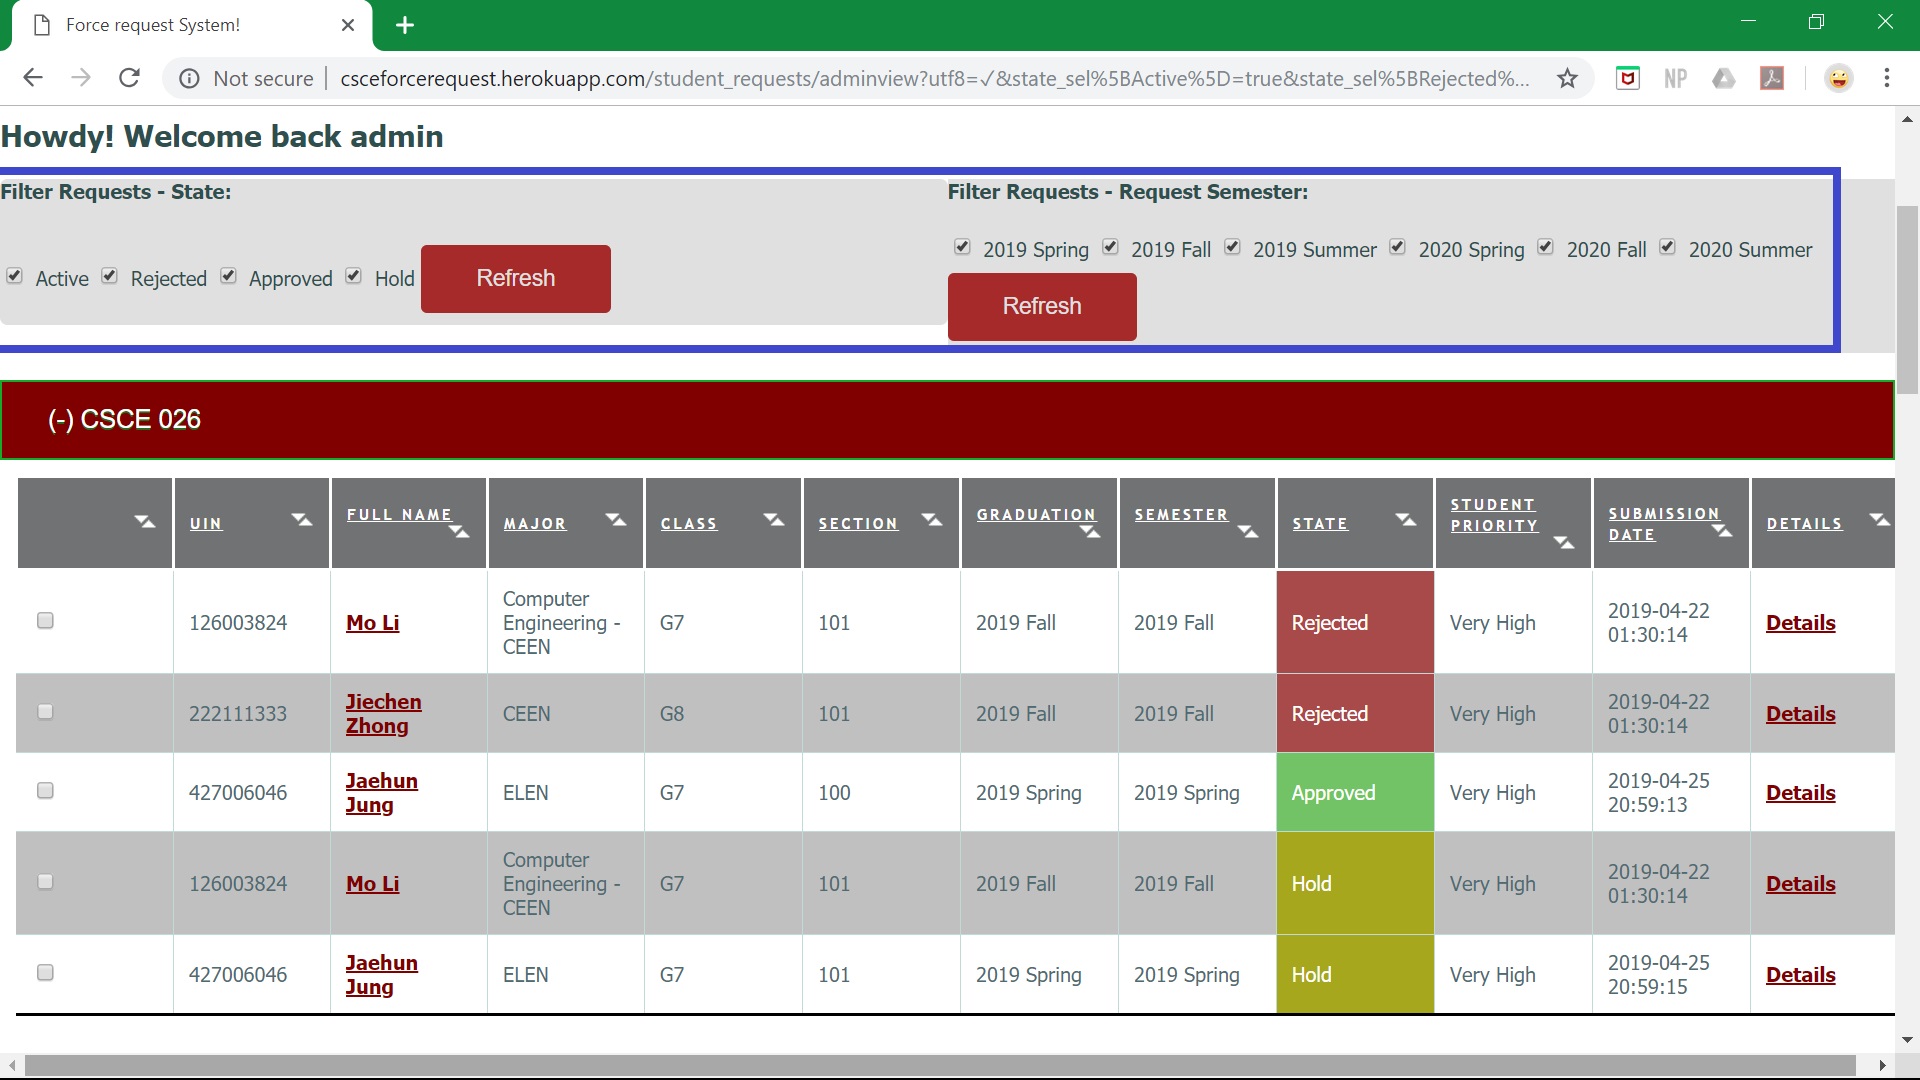 Force request System!
Not secure csceforcerequest.herokuapp.com/student_requests/adminview?utf8=✓&state_sel%5BActive%5D=true&state_sel%5BRejected%... NP
Howdy! Welcome back admin
Filter Requests - State:
Active Rejected Approved Hold Refresh
Filter Requests - Request Semester:
2019 Spring 2019 Fall 2019 Summer 2020 Spring 2020 Fall 2020 Summer
Refresh
(-) CSCE 026
UIN FULL NAME MAJOR CLASS SECTION GRADUATION SEMESTER STATE STUDENT PRIORITY SUBMISSION DATE DETAILS
126003824 Mo Li Computer Engineering - CEEN G7 101 2019 Fall 2019 Fall Rejected Very High 2019-04-22 01:30:14 Details
222111333 Jiechen Zhong CEEN G8 101 2019 Fall 2019 Fall Rejected Very High 2019-04-22 01:30:14 Details
427006046 Jaehun Jung ELEN G7 100 2019 Spring 2019 Spring Approved Very High 2019-04-25 20:59:13 Details
126003824 Mo Li Computer Engineering - CEEN G7 101 2019 Fall 2019 Fall Hold Very High 2019-04-22 01:30:14 Details
427006046 Jaehun Jung ELEN G7 101 2019 Spring 2019 Spring Hold Very High 2019-04-25 20:59:15 Details